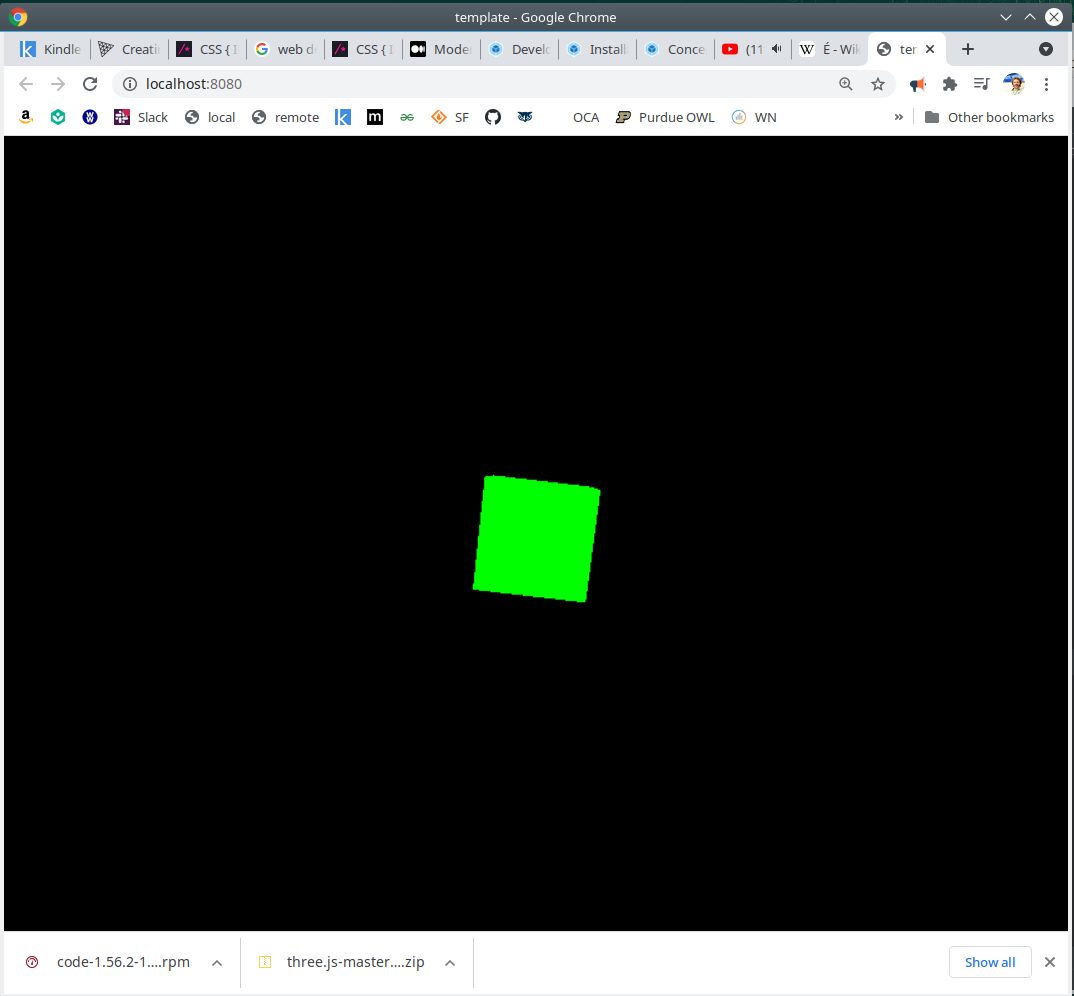 template - Google Chrome
Kindle Creati CSS { I web d CSS { I Mode Develo Install Conce (11 W É - Wik ter
localhost:8080
a W Slack local remote K m SF OCA Purdue OWL WN » Other bookmarks
code-1.56.2-1....rpm three.js-master....zip Show all